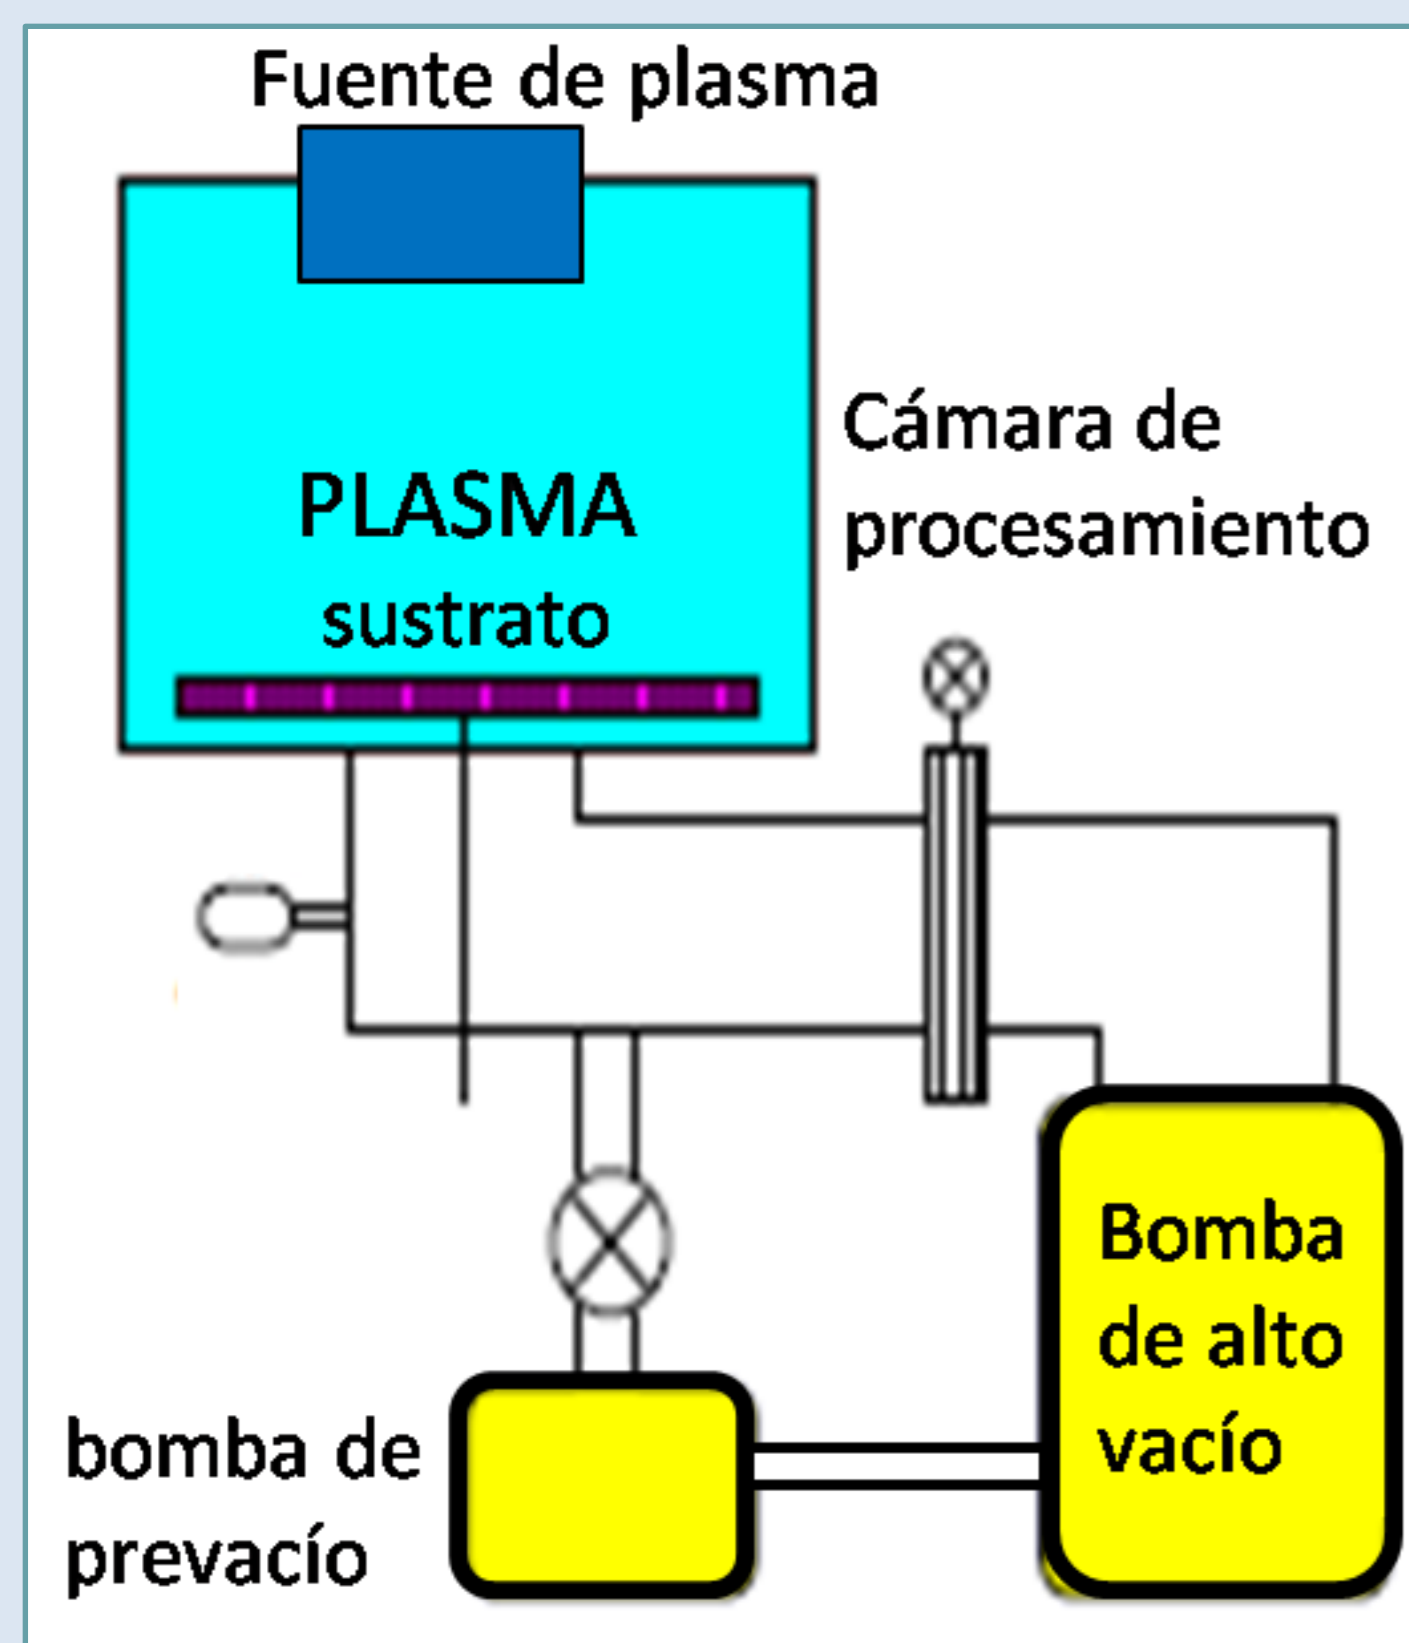 Fuente de plasma
Cámara de
procesamiento
PLASMA
sustrato
Bomba
de alto
vacío
bomba de
prevacío